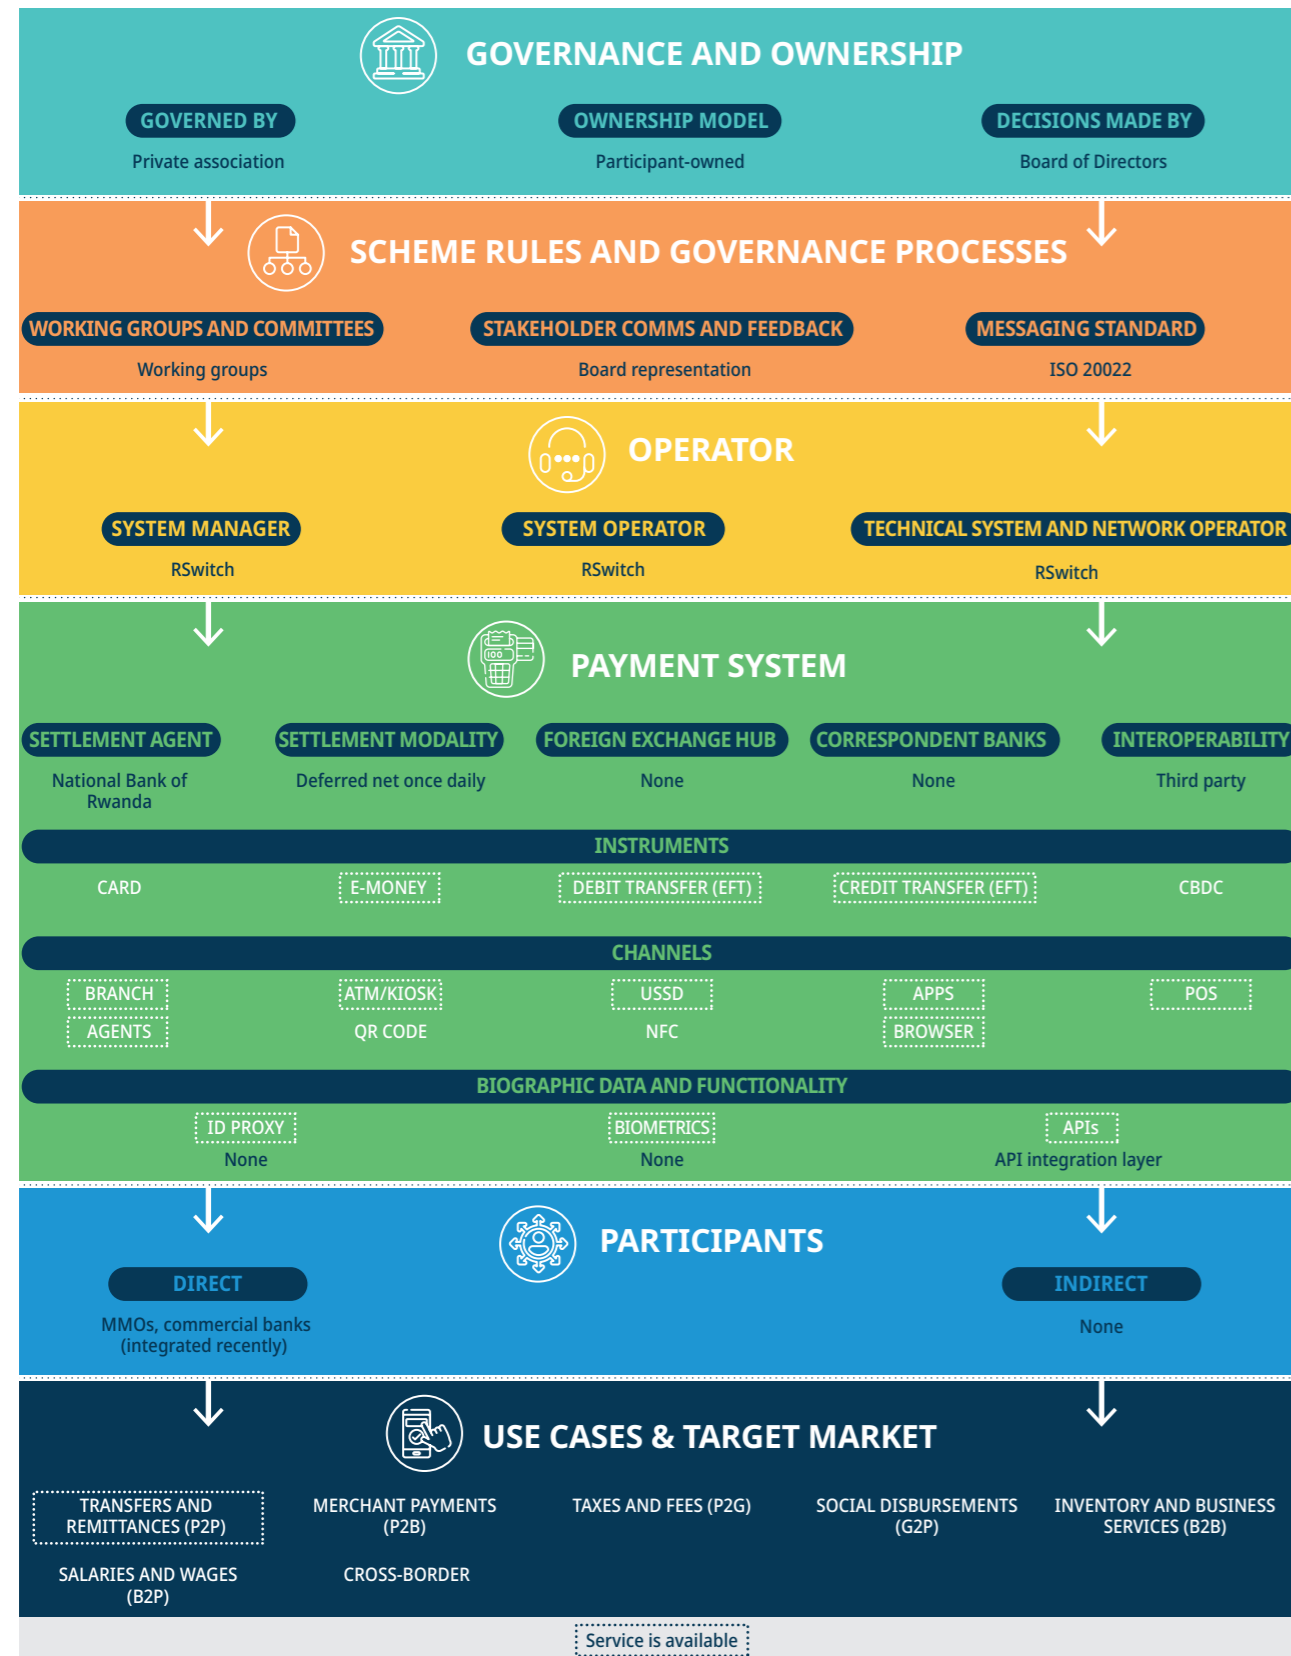 GOVERNANCE AND OWNERSHIP
GOVERNED BY
OWNERSHIP MODEL
DECISIONS MADE BY
Private association
Participant-owned
Board of Directors
SCHEME RULES AND GOVERNANCE PROCESSES
WORKING GROUPS AND COMMITTEES
STAKEHOLDER COMMS AND FEEDBACK
MESSAGING STANDARD
Working groups
Board representation
ISO 20022
OPERATOR
SYSTEM MANAGER
SYSTEM OPERATOR
TECHNICAL SYSTEM AND NETWORK OPERATOR
RSwitch
RSwitch
RSwitch
100
PAYMENT SYSTEM
SETTLEMENT AGENT
SETTLEMENT MODALITY
FOREIGN EXCHANGE HUB
CORRESPONDENT BANKS
INTEROPERABILITY
National Bank of
Rwanda
Deferred net once daily
None
None
Third party
INSTRUMENTS
CARD
E-MONEY
DEBIT TRANSFER (EFT)
CREDIT TRANSFER (EFT)
CBDC
CHANNELS
BRANCH
ATM/KIOSK
USSD
APPS
POS
AGENTS
QR CODE
NFC
BROWSER
BIOGRAPHIC DATA AND FUNCTIONALITY
ID PROXY
BIOMETRICS
APIs
None
None
API integration layer
PARTICIPANTS
DIRECT
INDIRECT
MMOs, commercial banks
(integrated recently)
None
USE CASES & TARGET MARKET
TRANSFERS AND
REMITTANCES (P2P)
MERCHANT PAYMENTS
(P2B)
TAXES AND FEES (P2G)
SOCIAL DISBURSEMENTS
(G2P)
INVENTORY AND BUSINESS
SERVICES (B2B)
SALARIES AND WAGES
(B2P)
CROSS-BORDER
Service is available